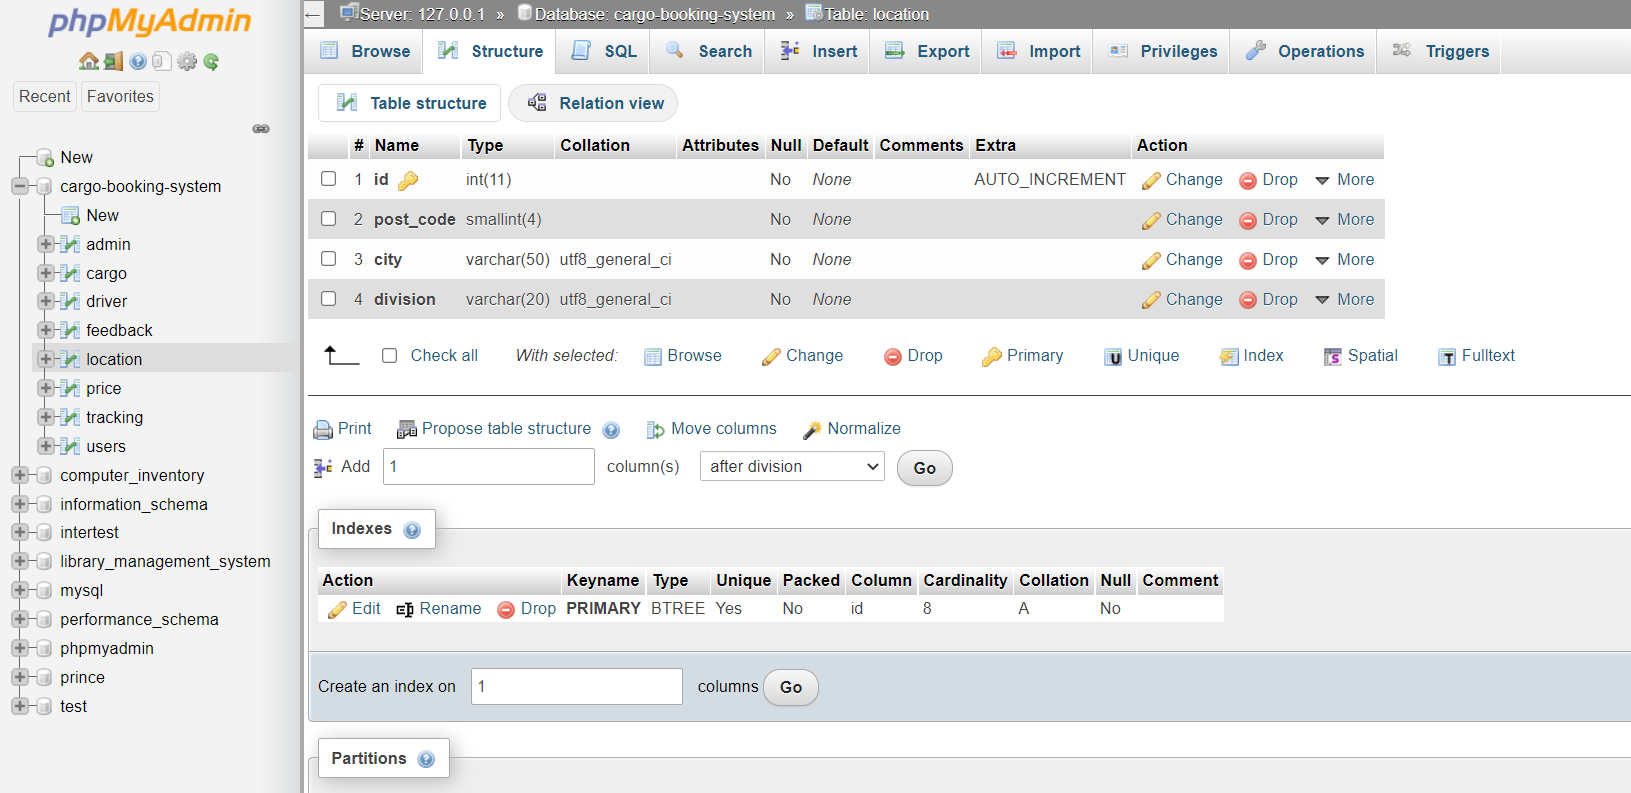 phpMyAdmin
Recent Favorites
New
cargo-booking-system
New
admin
cargo
driver
feedback
location
price
tracking
users
computer_inventory
information_schema
intertest
library_management_system
mysql
performance_schema
phpmyadmin
prince
test
Server: 127.0.0.1 » Database: cargo-booking-system » Table: location
Browse Structure SQL Search Insert Export Import Privileges Operations Triggers
Table structure Relation view
# Name Type Collation Attributes Null Default Comments Extra Action
1 id int(11) No None AUTO_INCREMENT Change Drop More
2 post_code smallint(4) No None Change Drop More
3 city varchar(50) utf8_general_ci No None Change Drop More
4 division varchar(20) utf8_general_ci No None Change Drop More
Check all With selected: Browse Change Drop Primary Unique Index Spatial Fulltext
Print Propose table structure Move columns Normalize
Add 1 column(s) after division Go
Indexes
Action Keyname Type Unique Packed Column Cardinality Collation Null Comment
Edit Rename Drop PRIMARY BTREE Yes No id 8 A No
Create an index on 1 columns Go
Partitions